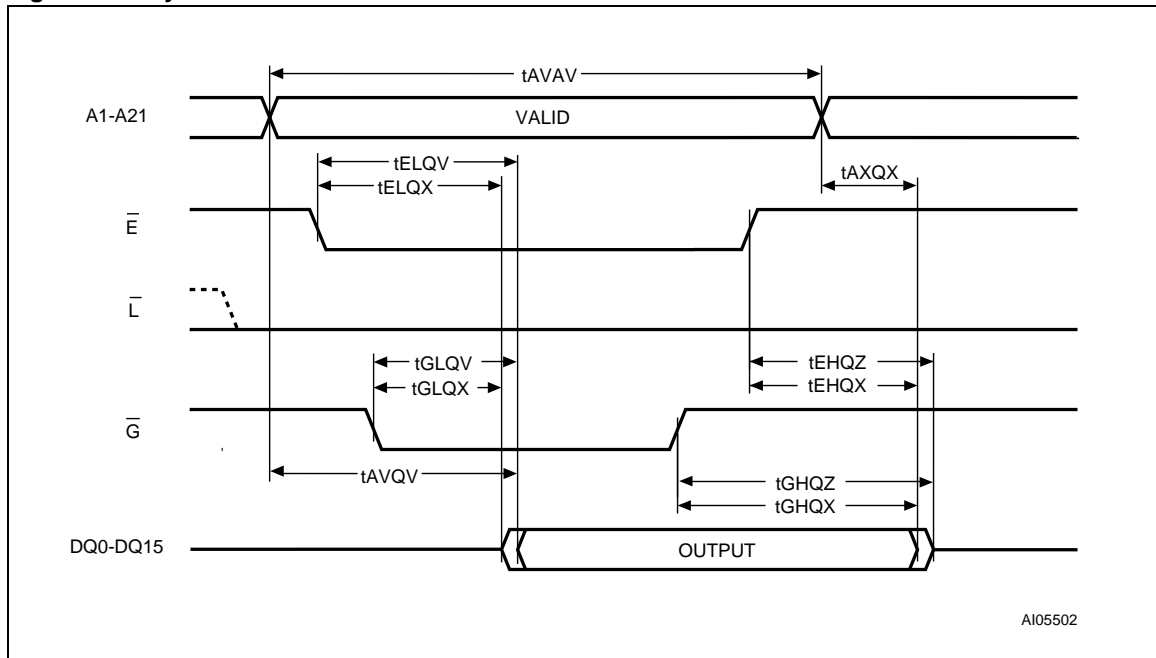 tAVAV
A1-A21
VALID
tELQV
tAXQX
tELQX
E
L
tGLQV
tEHQZ
tGLQX
tEHQX
G
tAVQV
tGHQZ
tGHQX
DQ0-DQ15
OUTPUT
AI05502